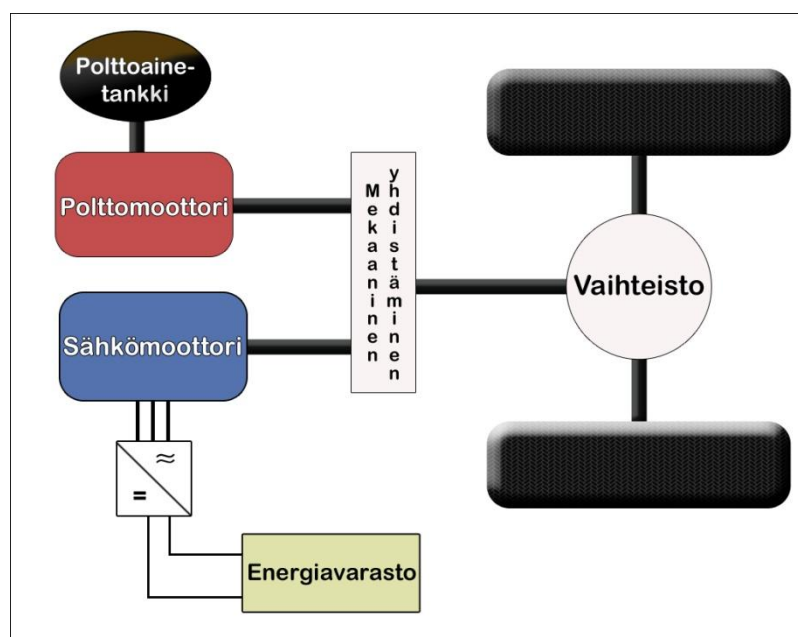 Polttoaine-
tankki
Polttomoottori
Mekaaninen
yhdistäminen
Vaihteisto
Sähkömoottori
≈
=
Energiavarasto